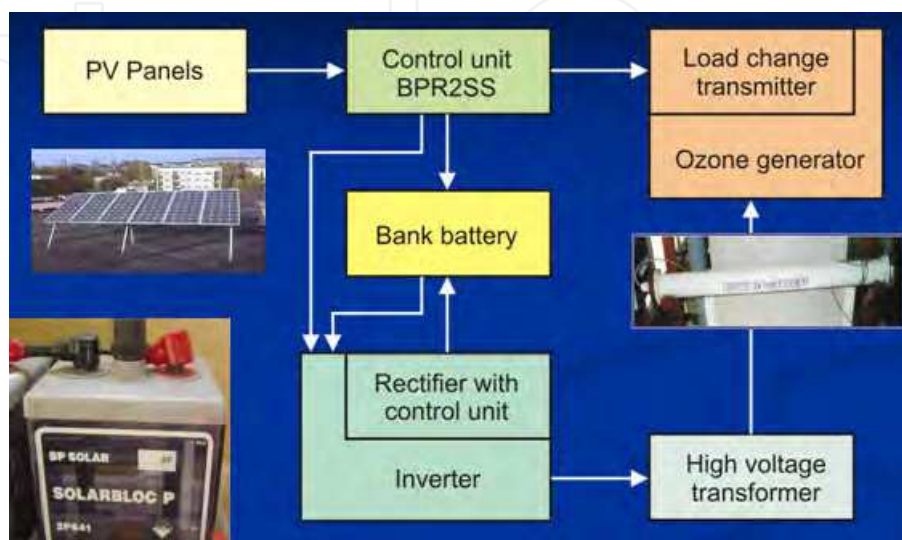 PV Panels
Control unit
BPR2SS
Load change
transmitter
Ozone generator
Bank battery
Rectifier with
control unit
Inverter
High voltage
transformer
BP SOLAR
SOLARBLOC P